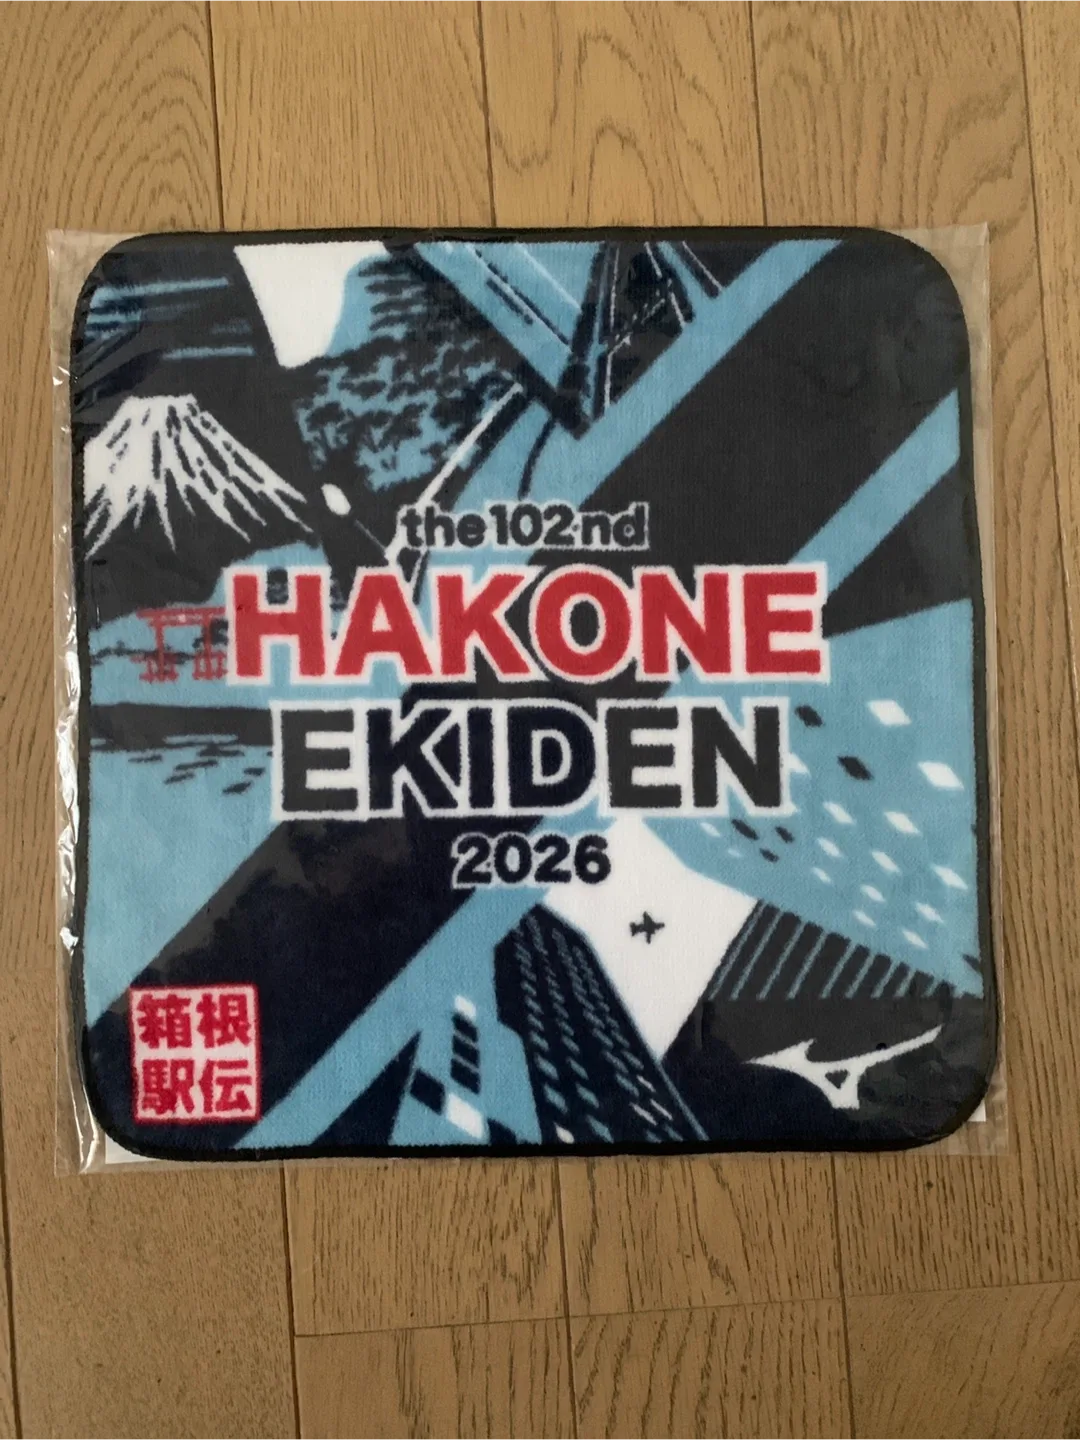 the 102nd
HAKONE
EKIDEN
2026
箱根
駅伝